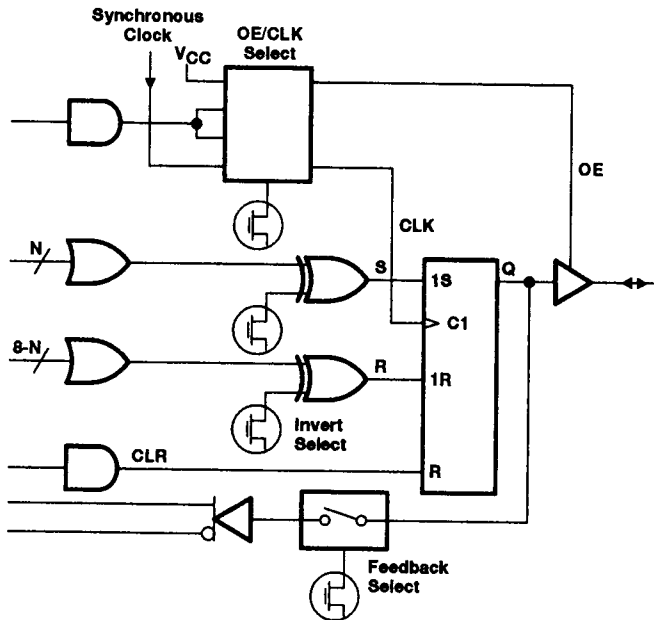 Synchronous
Clock
OE/CLK
Select
VCC
OE
CLK
N
S
1S
Q
C1
8-N
R
1R
Invert
Select
CLR
R
Feedback
Select